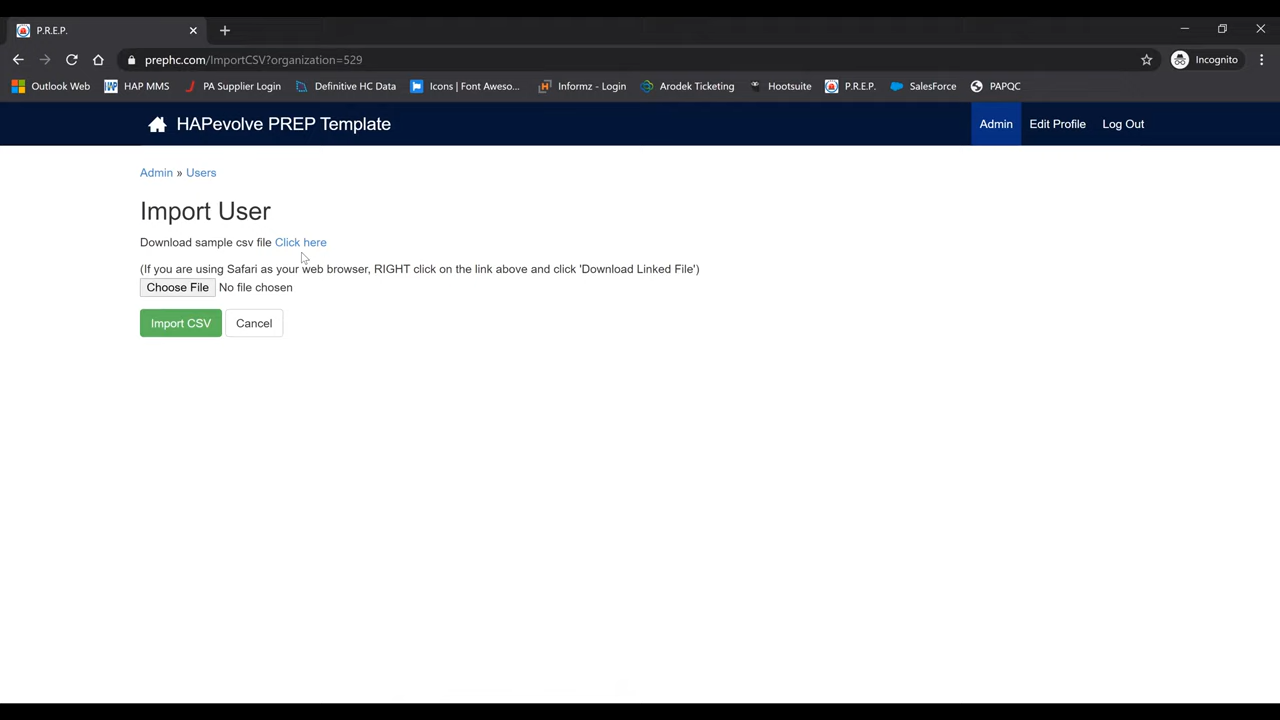 P.R.E.P.
prephc.com/ImportCSV?organization=529
Incognito
Outlook Web HAP MMS PA Supplier Login Definitive HC Data Icons | Font Aweso... Informz - Login Arodek Ticketing Hootsuite P.R.E.P. SalesForce PAPQC
HAPevolve PREP Template Admin Edit Profile Log Out
Admin » Users
Import User
Download sample csv file Click here
(If you are using Safari as your web browser, RIGHT click on the link above and click 'Download Linked File')
Choose File No file chosen
Import CSV Cancel